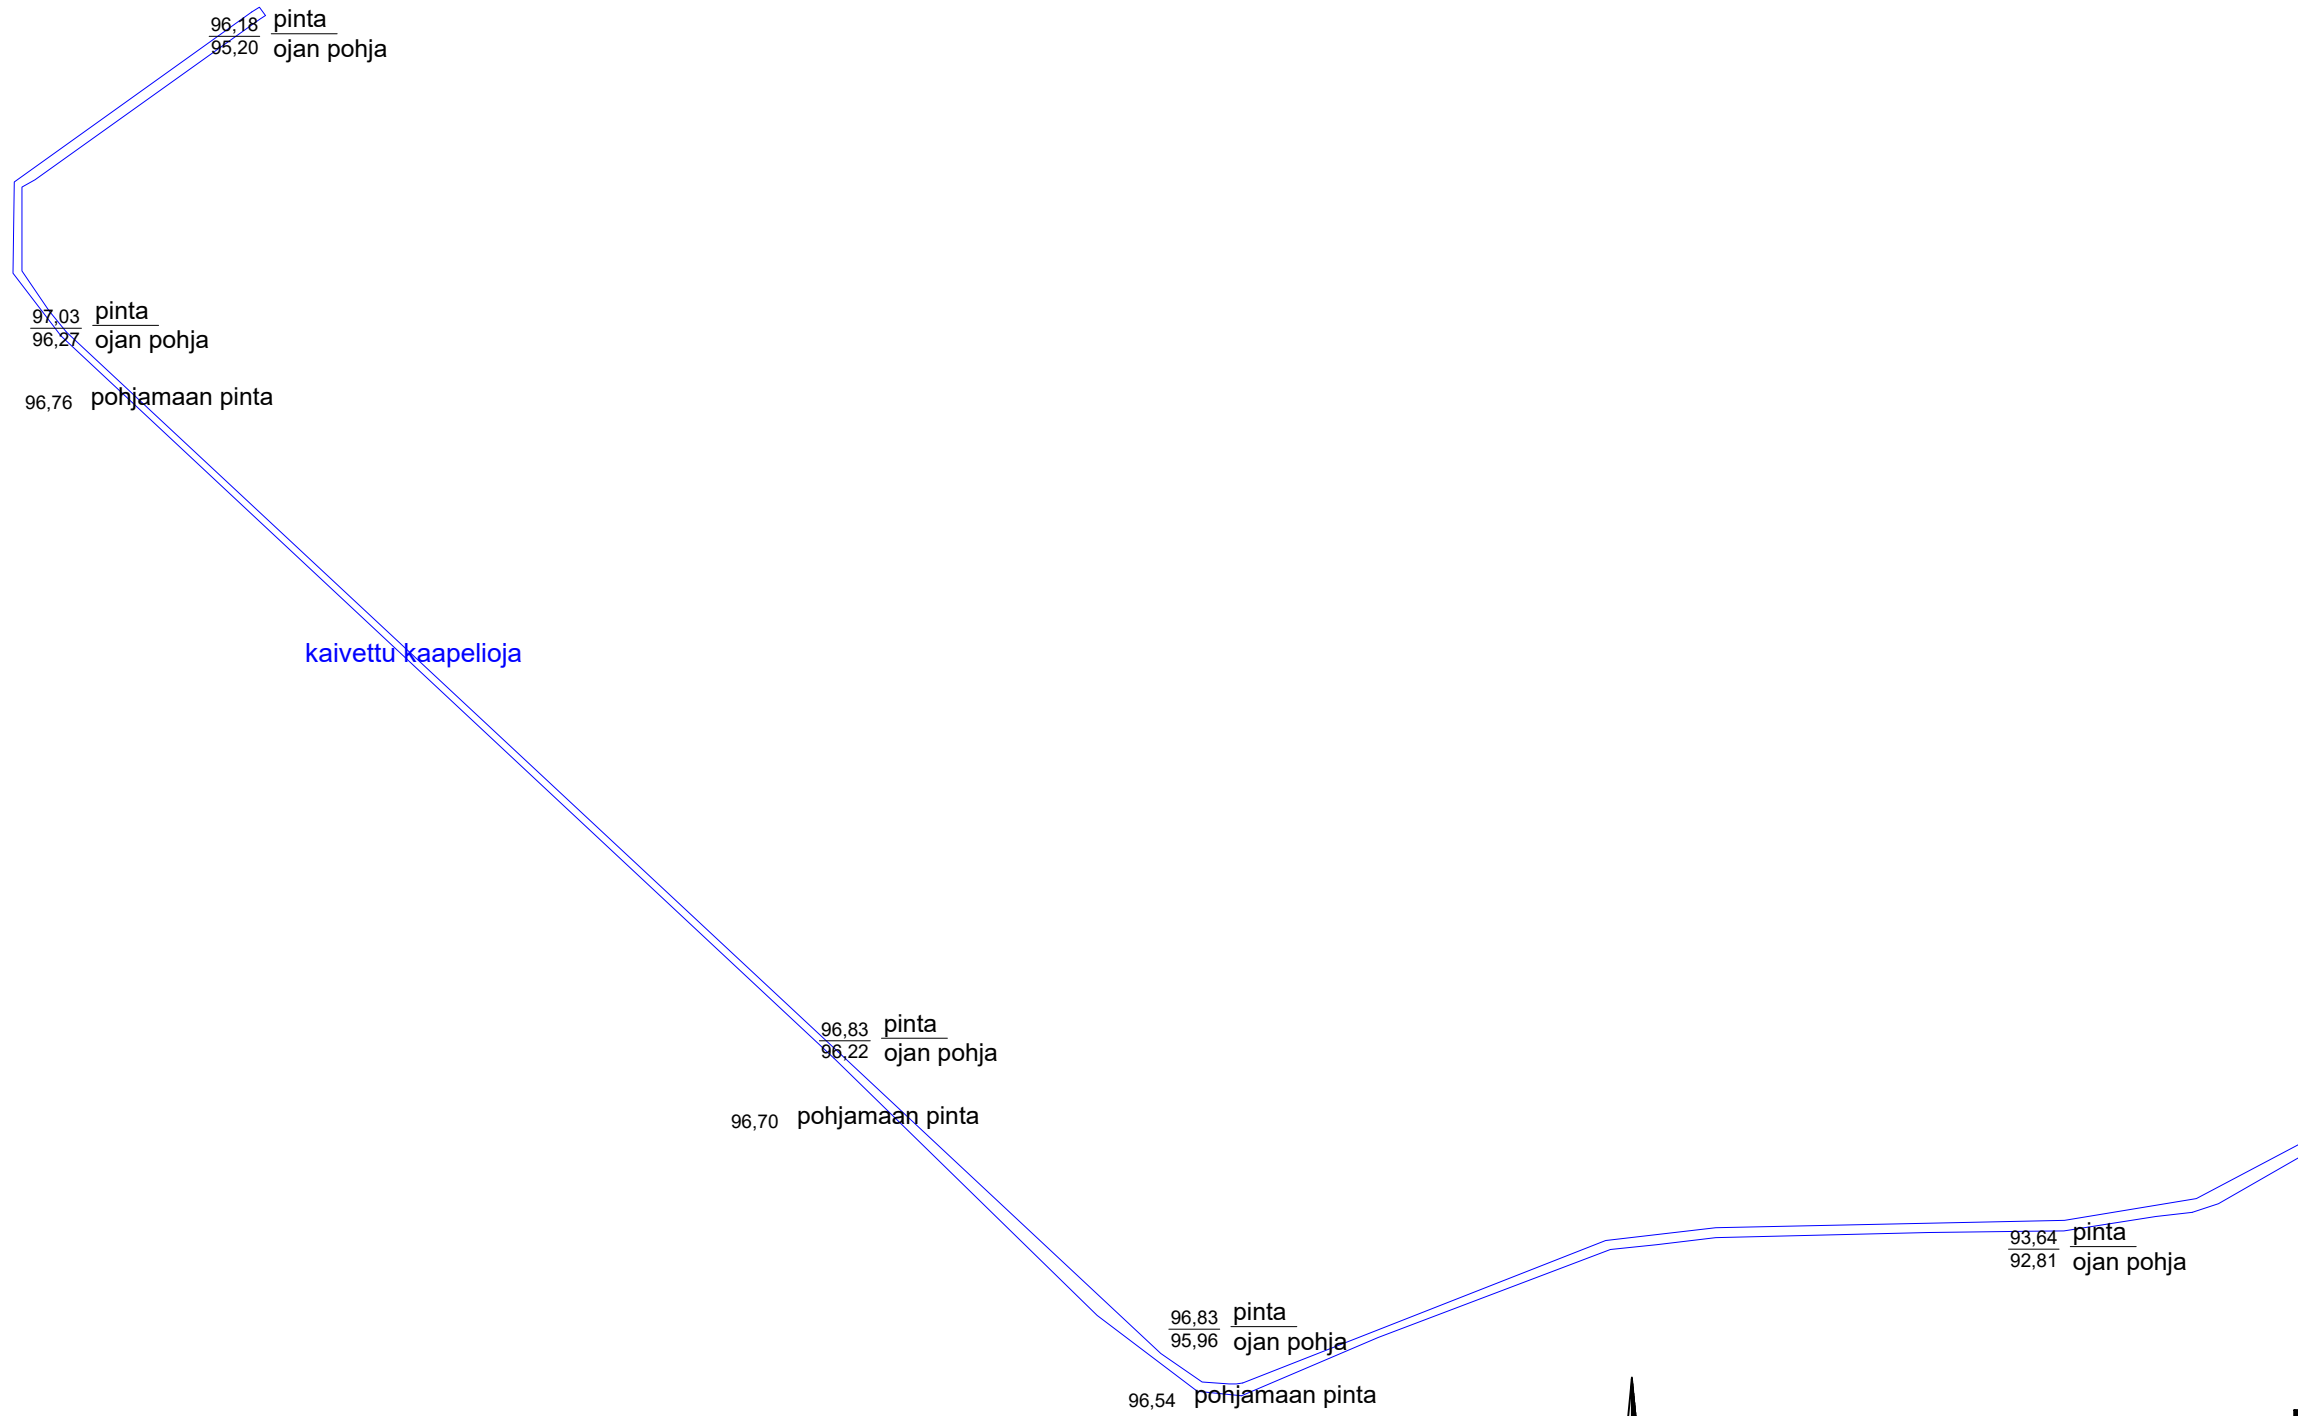 96,18 pinta
95,20 ojan pohja
97,03 pinta
96,27 ojan pohja
96,76 pohjamaan pinta
kaivettu kaapelioja
96,83 pinta
96,22 ojan pohja
96,70 pohjamaan pinta
93,64 pinta
92,81 ojan pohja
96,83 pinta
95,96 ojan pohja
96,54 pohjamaan pinta